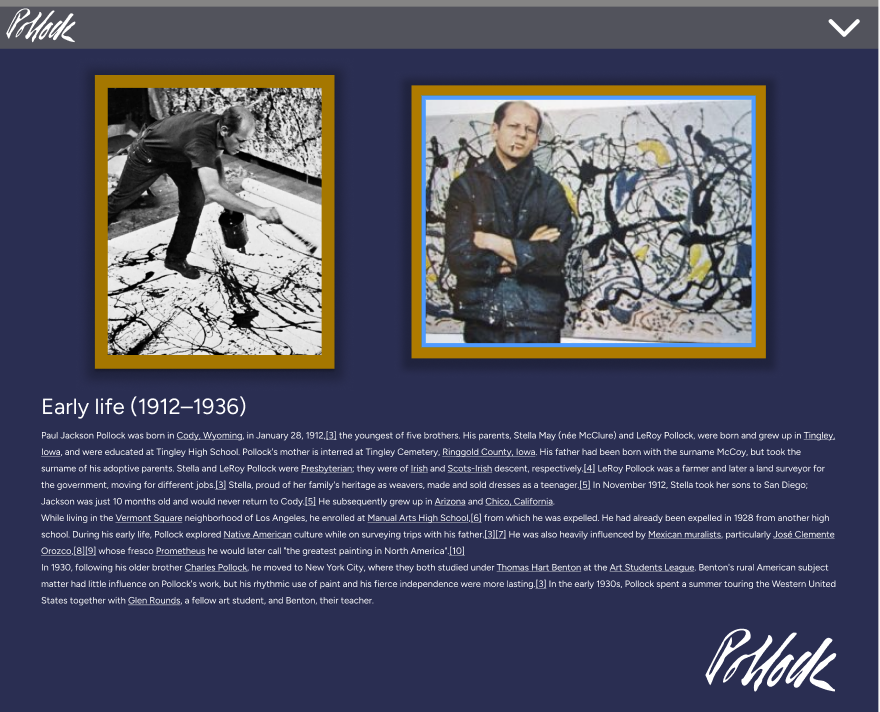 Pollock
Early life (1912–1936)
Paul Jackson Pollock was born in Cody, Wyoming, in January 28, 1912,[3] the youngest of five brothers. His parents, Stella May (née McClure) and LeRoy Pollock, were born and grew up in Tingley,
Iowa, and were educated at Tingley High School. Pollock's mother is interred at Tingley Cemetery, Ringgold County, Iowa. His father had been born with the surname McCoy, but took the
surname of his adoptive parents. Stella and LeRoy Pollock were Presbyterian; they were of Irish and Scots-Irish descent, respectively.[4] LeRoy Pollock was a farmer and later a land surveyor for
the government, moving for different jobs.[3] Stella, proud of her family's heritage as weavers, made and sold dresses as a teenager.[5] In November 1912, Stella took her sons to San Diego;
Jackson was just 10 months old and would never return to Cody.[5] He subsequently grew up in Arizona and Chico, California.
While living in the Vermont Square neighborhood of Los Angeles, he enrolled at Manual Arts High School,[6] from which he was expelled. He had already been expelled in 1928 from another high
school. During his early life, Pollock explored Native American culture while on surveying trips with his father.[3][7] He was also heavily influenced by Mexican muralists, particularly José Clemente
Orozco,[8][9] whose fresco Prometheus he would later call "the greatest painting in North America".[10]
In 1930, following his older brother Charles Pollock, he moved to New York City, where they both studied under Thomas Hart Benton at the Art Students League. Benton's rural American subject
matter had little influence on Pollock's work, but his rhythmic use of paint and his fierce independence were more lasting.[3] In the early 1930s, Pollock spent a summer touring the Western United
States together with Glen Rounds, a fellow art student, and Benton, their teacher.
Pollock